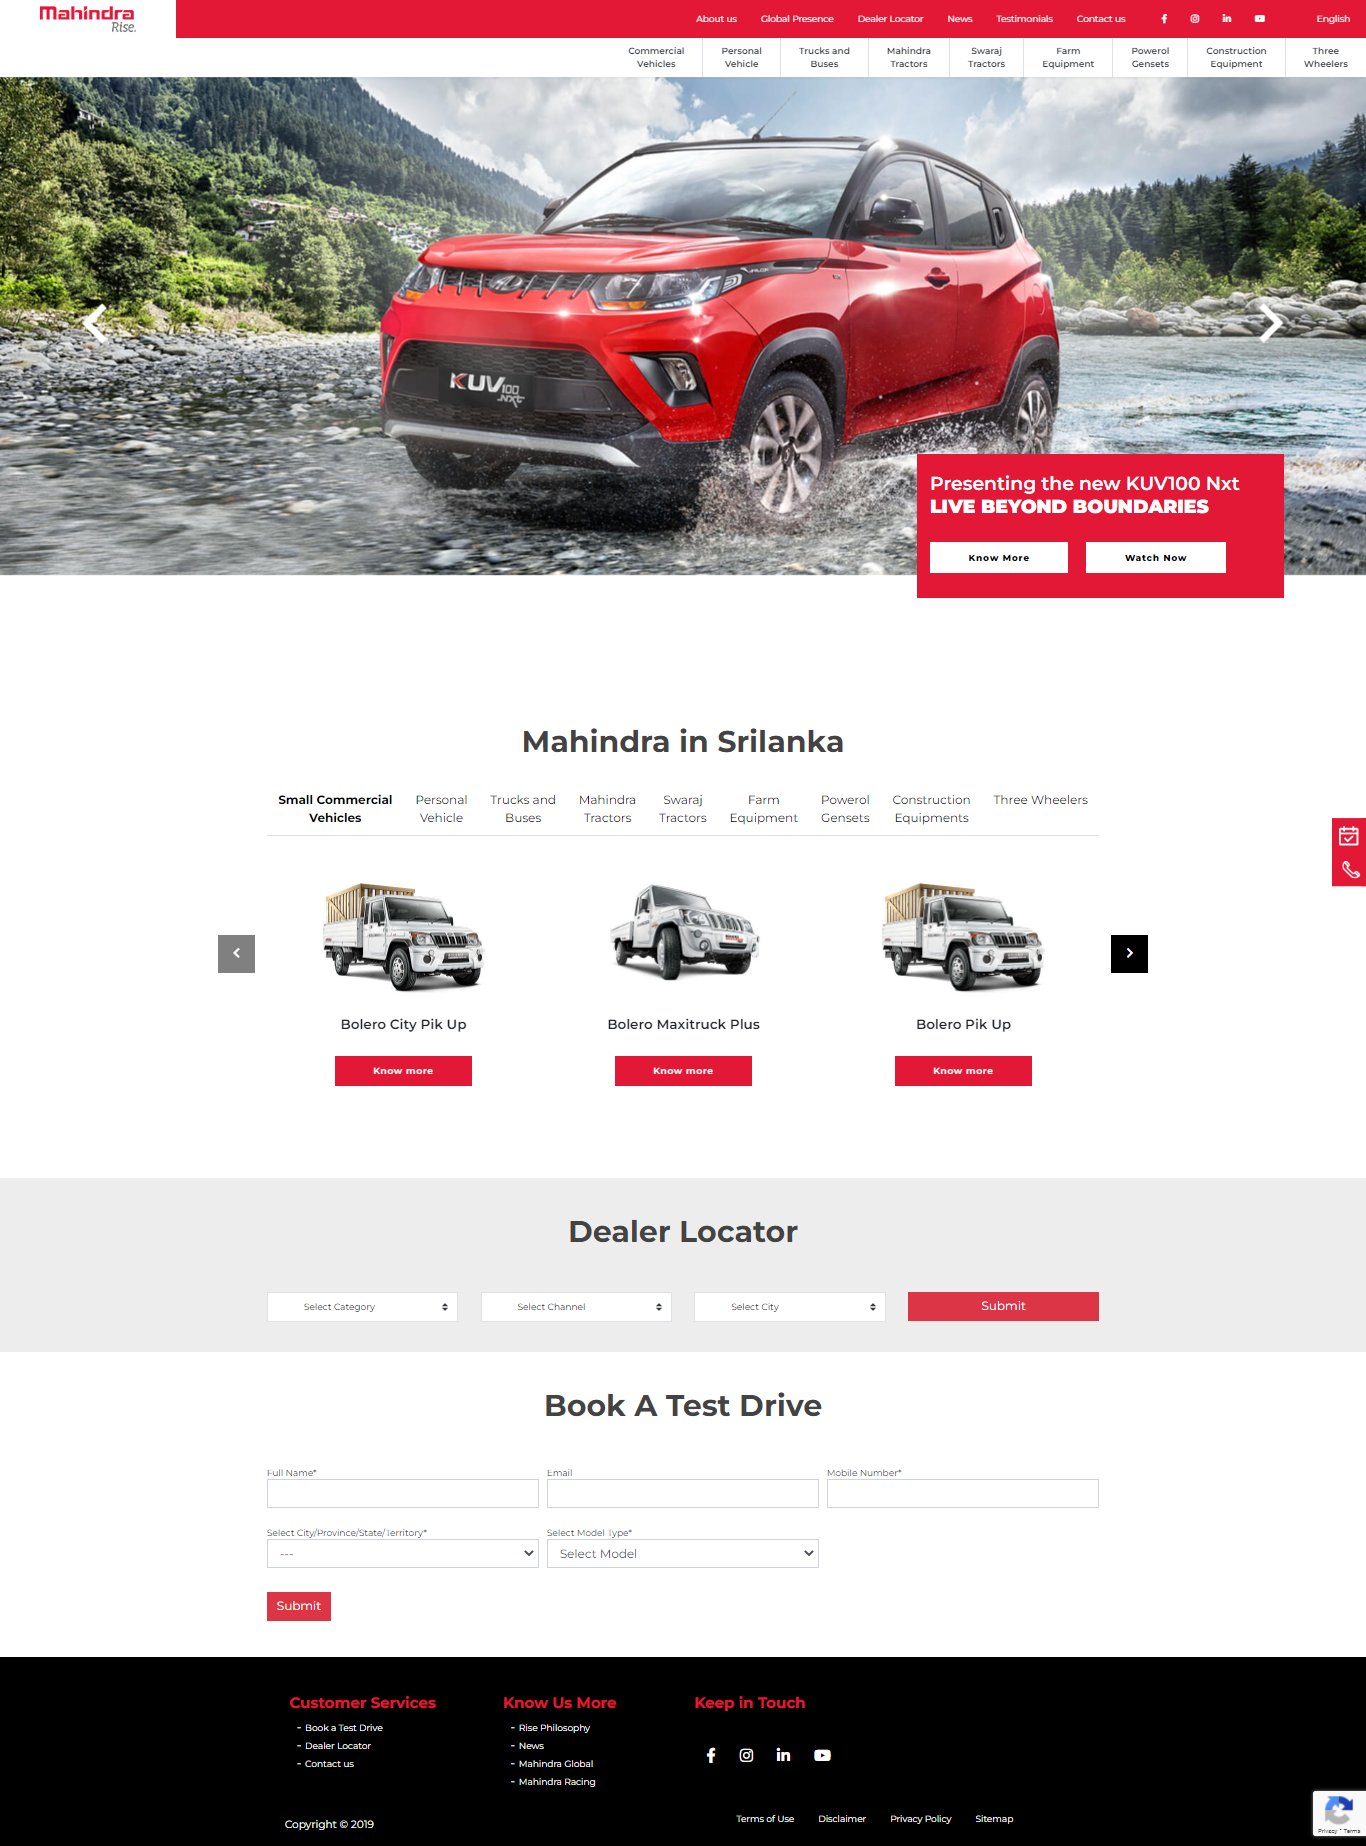 Mahindra
Rise.
About us
Global Presence
Dealer Locator
News
Testimonials
Contact us
English
Commercial
Vehicles
Personal
Vehicle
Trucks and
Buses
Mahindra
Tractors
Swaraj
Tractors
Farm
Equipment
Powerol
Gensets
Construction
Equipment
Three
Wheelers
KUV100
NXT
Presenting the new KUV100 Nxt
LIVE BEYOND BOUNDARIES
Know More
Watch Now
Mahindra in Srilanka
Small Commercial
Vehicles
Personal
Vehicle
Trucks and
Buses
Mahindra
Tractors
Swaraj
Tractors
Farm
Equipment
Powerol
Gensets
Construction
Equipments
Three Wheelers
Bolero City Pik Up
Bolero Maxitruck Plus
Bolero Pik Up
Know more
Know more
Know more
Dealer Locator
Select Category
Select Channel
Select City
Submit
Book A Test Drive
Full Name*
Email
Mobile Number*
Select City/Province/State/Territory*
Select Model Type*
---
Select Model
Submit
Customer Services
- Book a Test Drive
- Dealer Locator
- Contact us
Know Us More
- Rise Philosophy
- News
- Mahindra Global
- Mahindra Racing
Keep in Touch
Copyright © 2019
Terms of Use
Disclaimer
Privacy Policy
Sitemap
Privacy - Terms